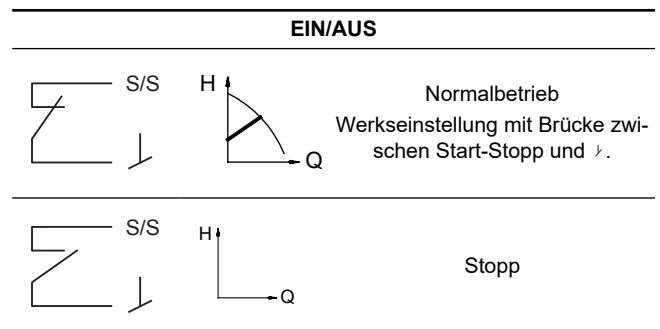 EIN/AUS
S/S
H
Q
Normalbetrieb
Werkseinstellung mit Brücke zwi-
schen Start-Stopp und .
S/S
H
Q
Stopp